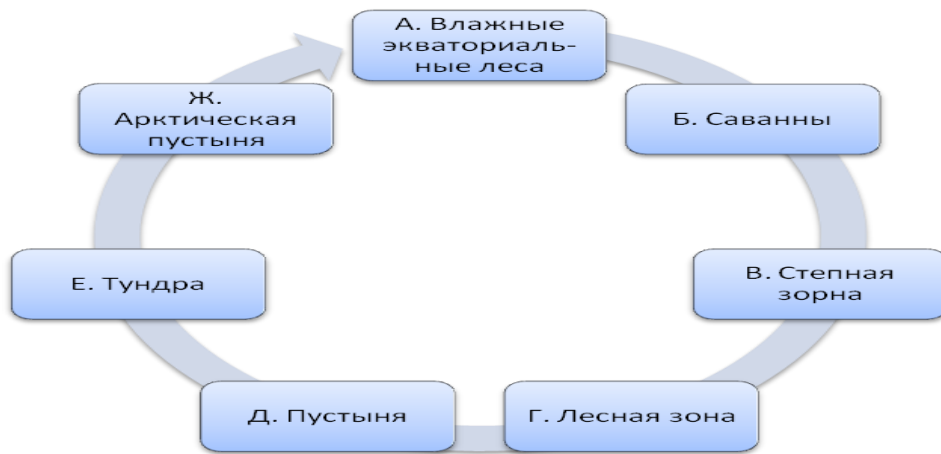 А. Влажные
экваториаль-
ные леса
Б. Саванны
В. Степная
зорна
Г. Лесная зона
Д. Пустыня
Е. Тундра
Ж.
Арктическая
пустыня